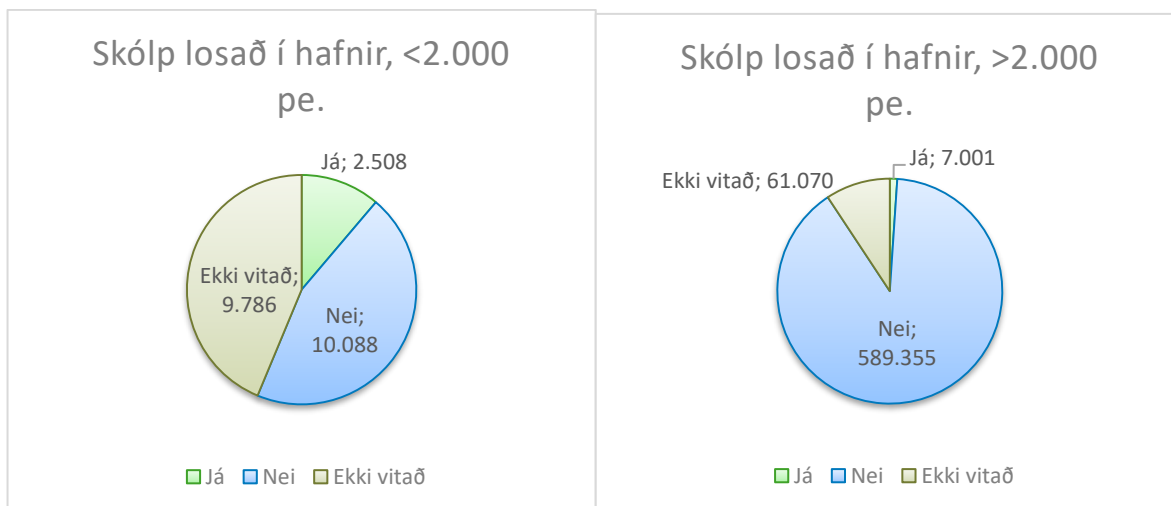 Skólp losað í hafnir, <2.000
pe.
Já; 2.508
Ekki vitað;
9.786
Nei;
10.088
Já Nei Ekki vitað
Skólp losað í hafnir, >2.000
pe.
Já; 7.001
Ekki vitað; 61.070
Nei;
589.355
Já Nei Ekki vitað